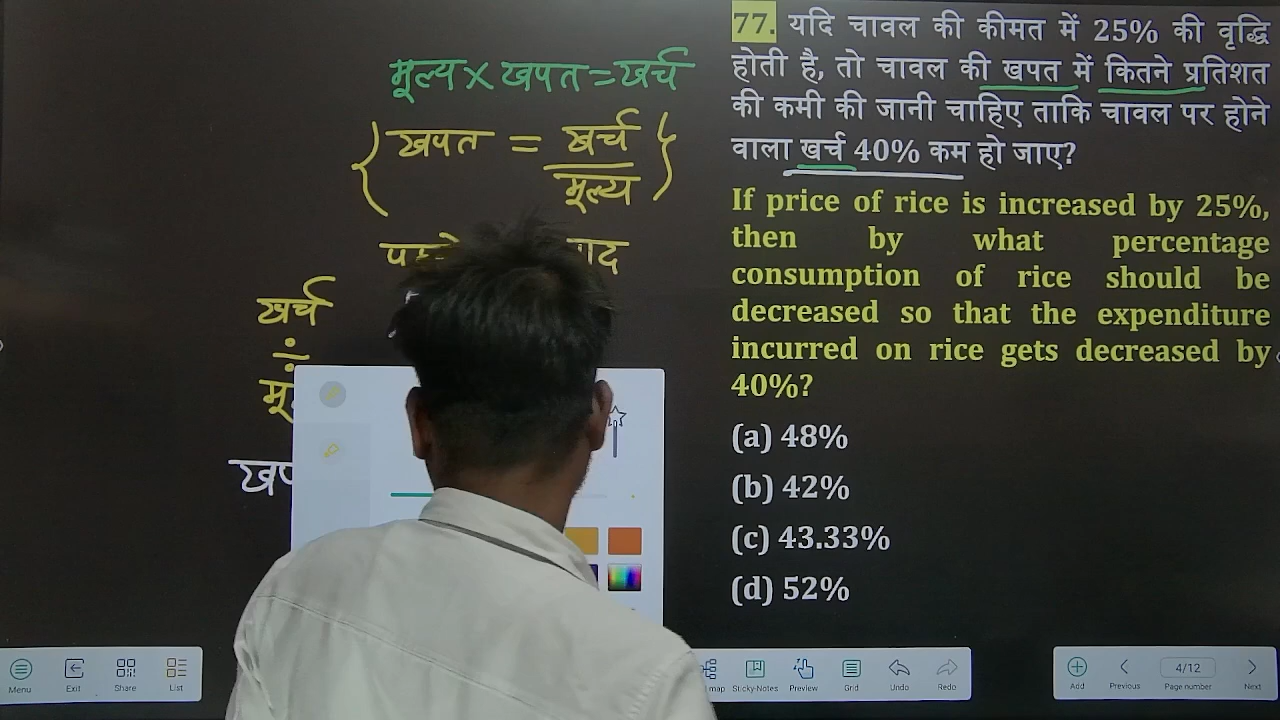 मूल्य × खपत = खर्च
खपत = खर्च
मूल्य
खर्च
÷
77. यदि चावल की कीमत में 25% की वृद्धि
होती है, तो चावल की खपत में कितने प्रतिशत
की कमी की जानी चाहिए ताकि चावल पर होने
वाला खर्च 40% कम हो जाए?
If price of rice is increased by 25%,
then by what percentage
consumption of rice should be
decreased so that the expenditure
incurred on rice gets decreased by
40%?
(a) 48%
(b) 42%
(c) 43.33%
(d) 52%
Menu Exit Share List
map Sticky-Notes Preview Grid Undo Redo
Add Previous 4/12 Page number Next